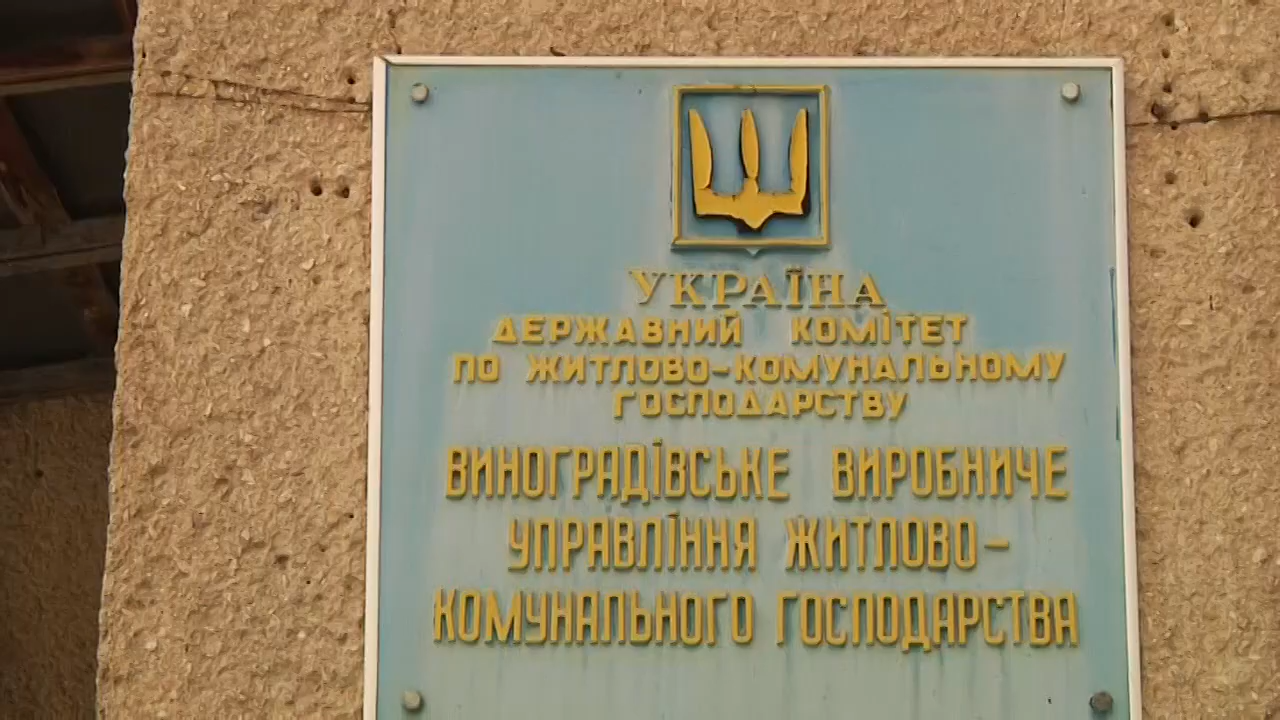 УКРАЇНА
ДЕРЖАВНИЙ КОМІТЕТ
ПО ЖИТЛОВО-КОМУНАЛЬНОМУ
ГОСПОДАРСТВУ
ВИНОГРАДІВСЬКЕ ВИРОБНИЧЕ
УПРАВЛІННЯ ЖИТЛОВО-
КОМУНАЛЬНОГО ГОСПОДАРСТВА